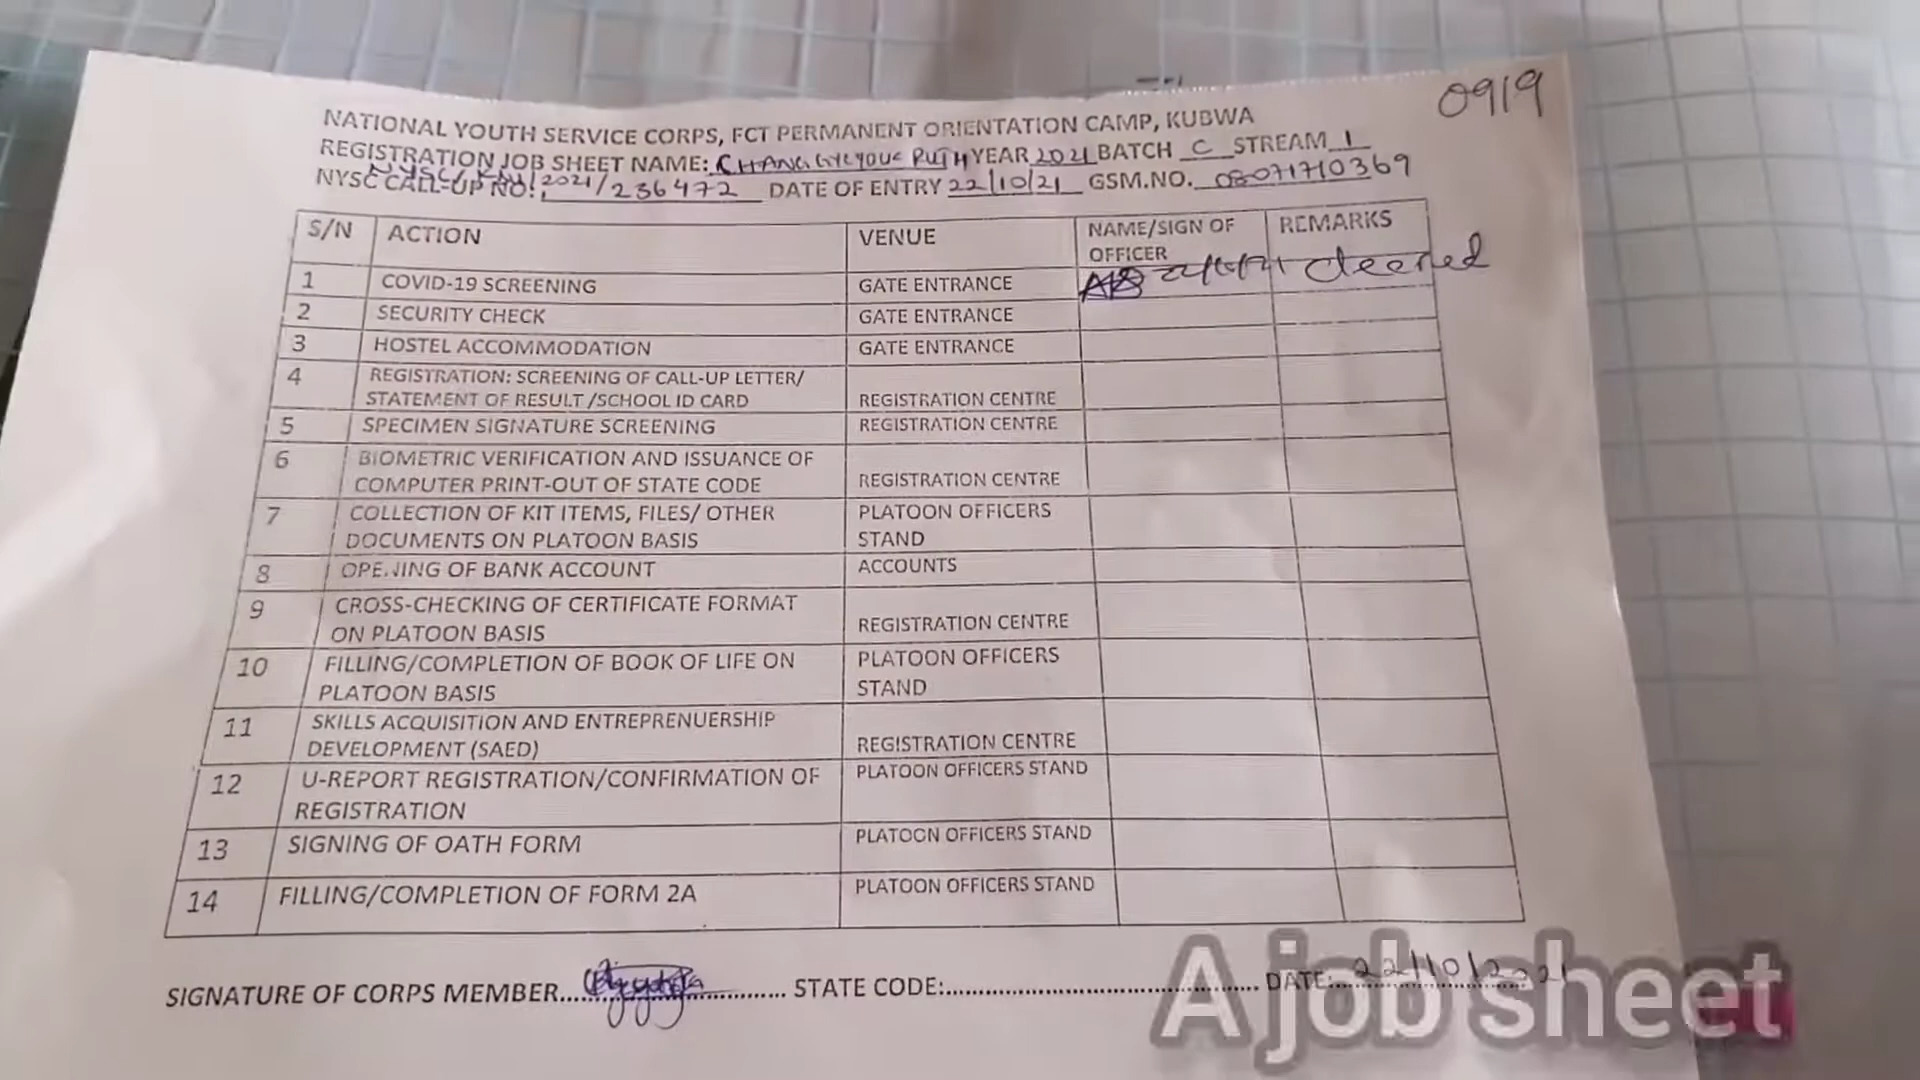 0919
NATIONAL YOUTH SERVICE CORPS, FCT PERMANENT ORIENTATION CAMP, KUBWA
REGISTRATION JOB SHEET NAME: RUTH YEAR 2021 BATCH C STREAM 1
NYSC CALL-UP NO: 2021/236472 DATE OF ENTRY 22/10/21 GSM.NO. 08071710369
S/N ACTION VENUE NAME/SIGN OF OFFICER REMARKS
1 COVID-19 SCREENING GATE ENTRANCE cleared
2 SECURITY CHECK GATE ENTRANCE
3 HOSTEL ACCOMMODATION GATE ENTRANCE
4 REGISTRATION: SCREENING OF CALL-UP LETTER/
STATEMENT OF RESULT /SCHOOL ID CARD REGISTRATION CENTRE
5 SPECIMEN SIGNATURE SCREENING REGISTRATION CENTRE
6 BIOMETRIC VERIFICATION AND ISSUANCE OF
COMPUTER PRINT-OUT OF STATE CODE REGISTRATION CENTRE
7 COLLECTION OF KIT ITEMS, FILES/ OTHER PLATOON OFFICERS
DOCUMENTS ON PLATOON BASIS STAND
8 OPENING OF BANK ACCOUNT ACCOUNTS
9 CROSS-CHECKING OF CERTIFICATE FORMAT
ON PLATOON BASIS REGISTRATION CENTRE
10 FILLING/COMPLETION OF BOOK OF LIFE ON PLATOON OFFICERS
PLATOON BASIS STAND
11 SKILLS ACQUISITION AND ENTREPRENUERSHIP
DEVELOPMENT (SAED) REGISTRATION CENTRE
12 U-REPORT REGISTRATION/CONFIRMATION OF PLATOON OFFICERS STAND
REGISTRATION
13 SIGNING OF OATH FORM PLATOON OFFICERS STAND
14 FILLING/COMPLETION OF FORM 2A PLATOON OFFICERS STAND
SIGNATURE OF CORPS MEMBER.................. STATE CODE:.................. DATE: 22/10/2021
A job sheet